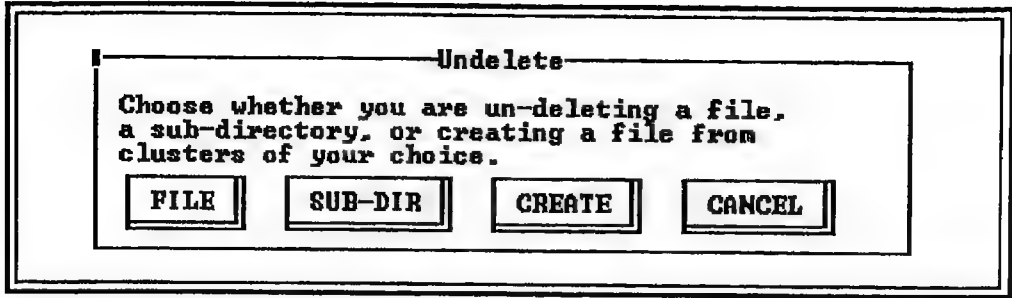 Undelete
Choose whether you are un-deleting a file,
a sub-directory, or creating a file from
clusters of your choice.
FILE SUB-DIR CREATE CANCEL